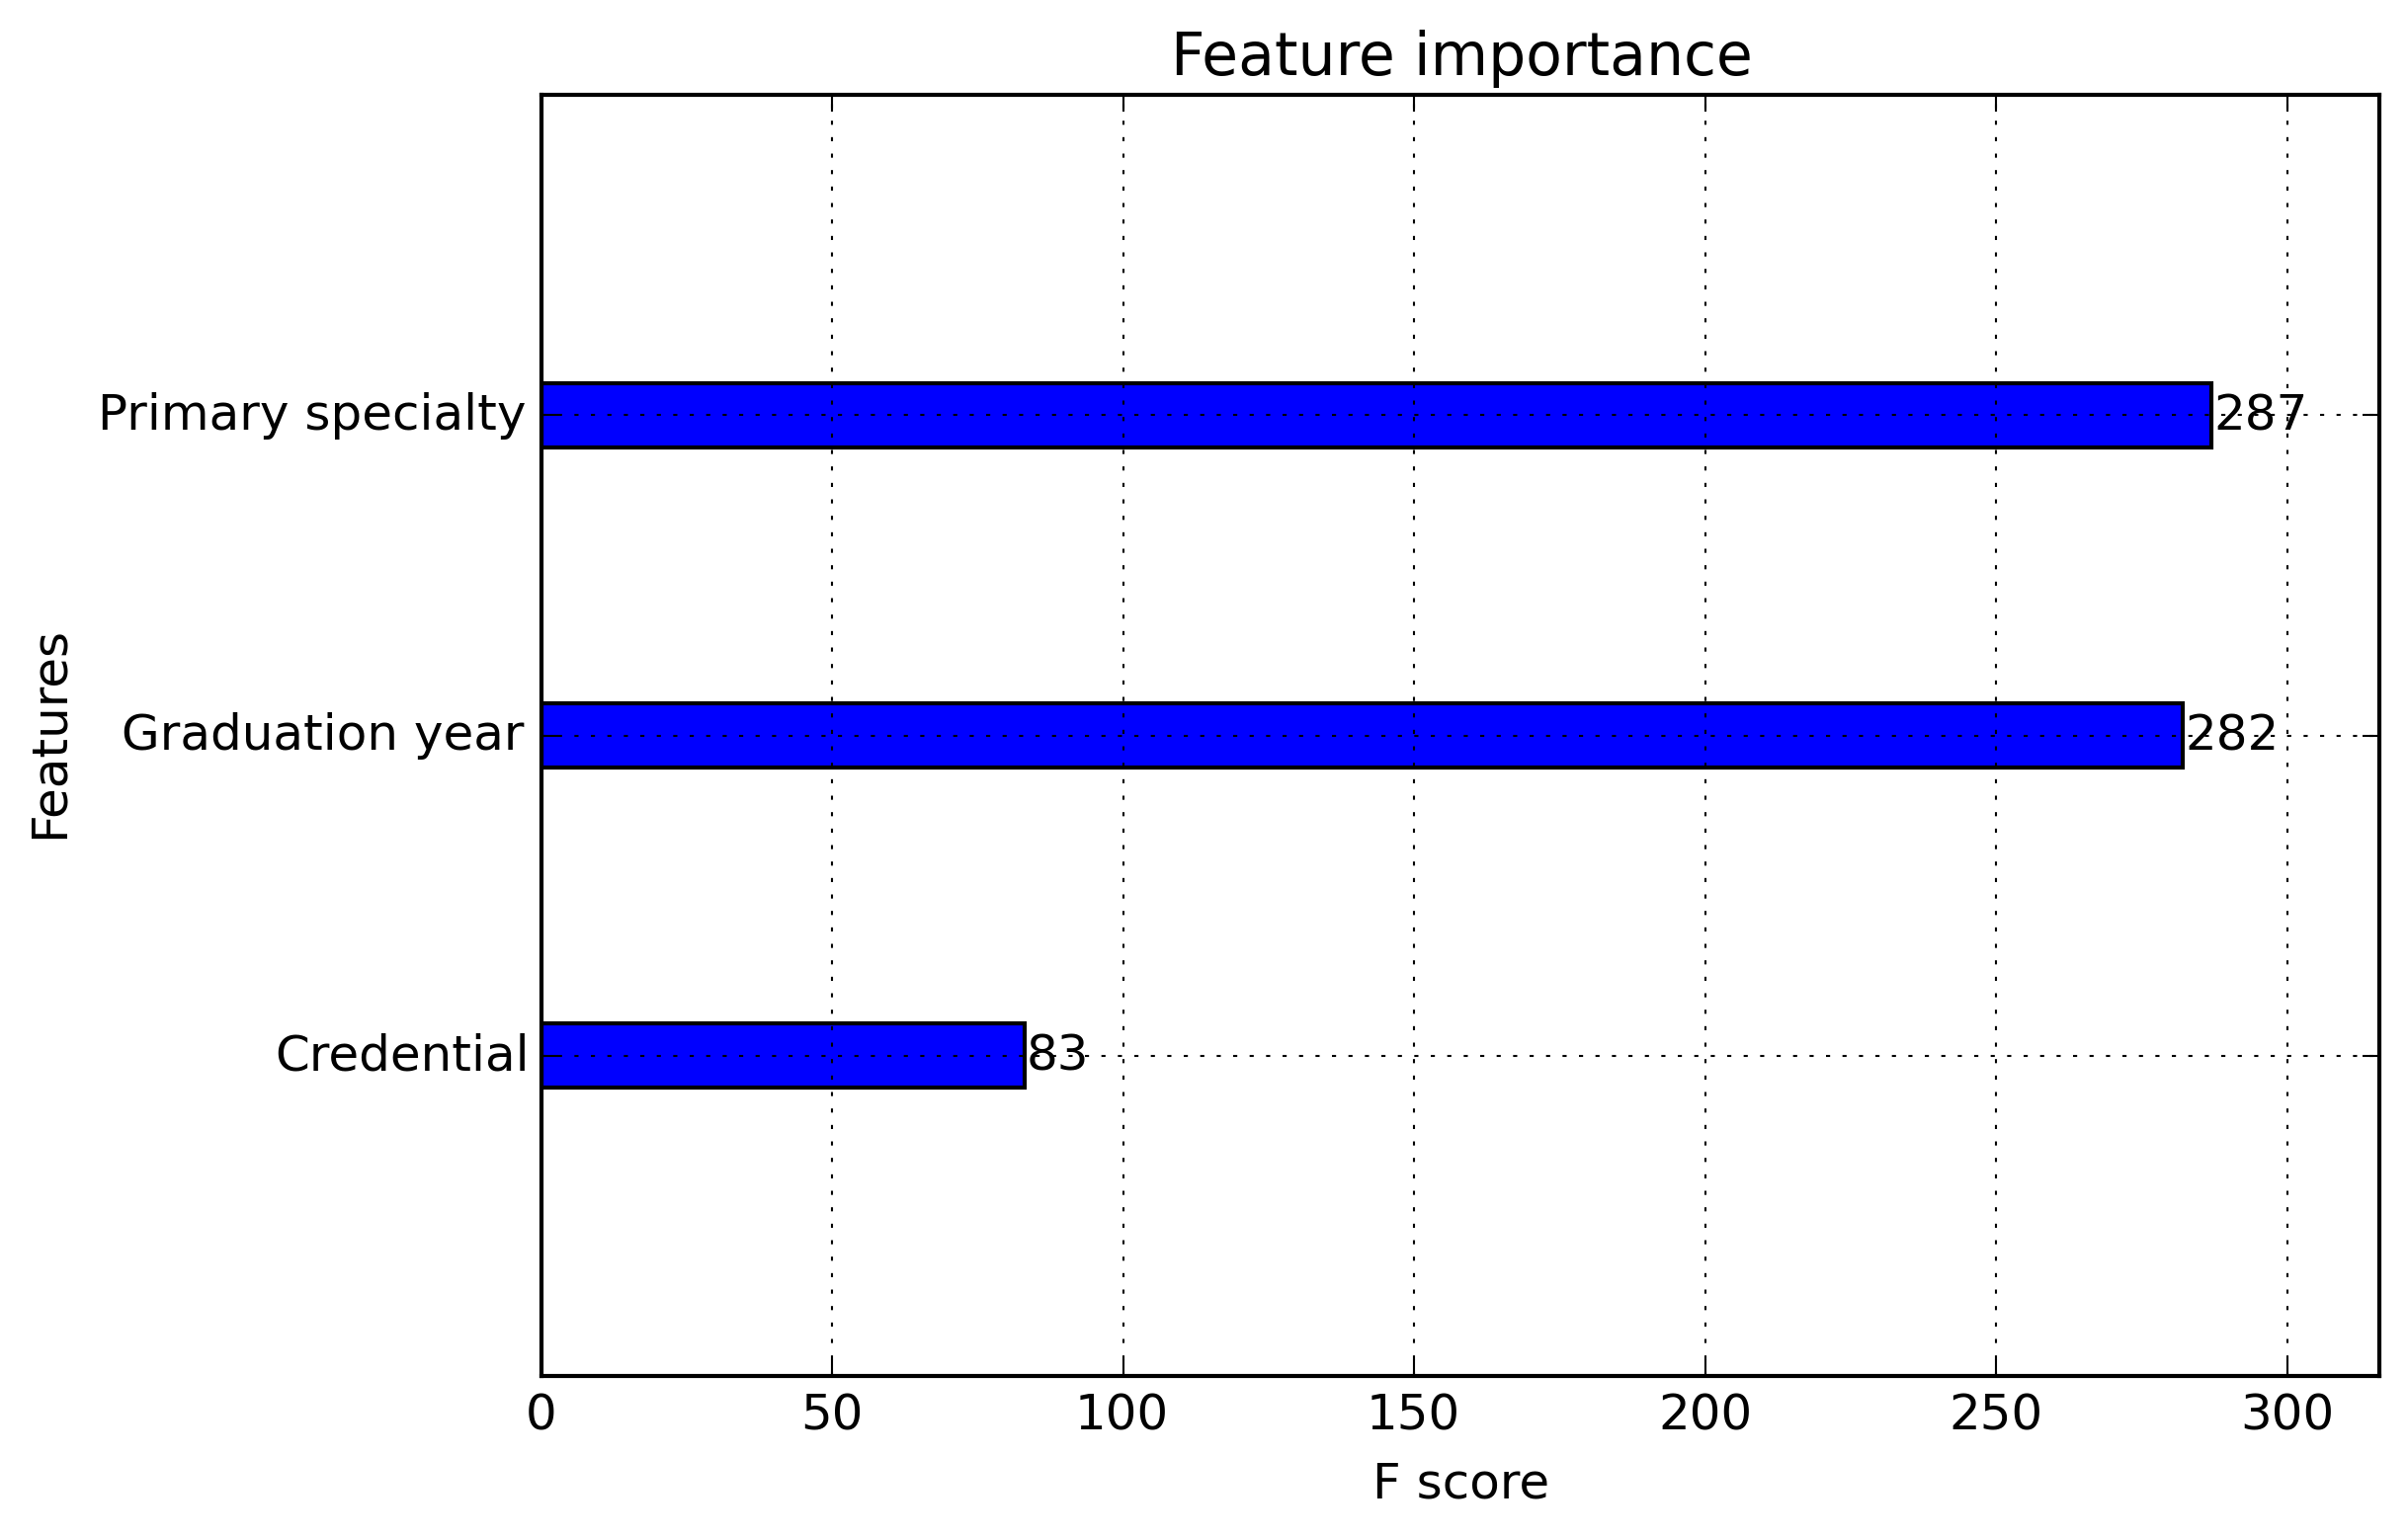 Feature importance
Primary specialty
287
Graduation year
282
Features
Credential
83
0 50 100 150 200 250 300
F score